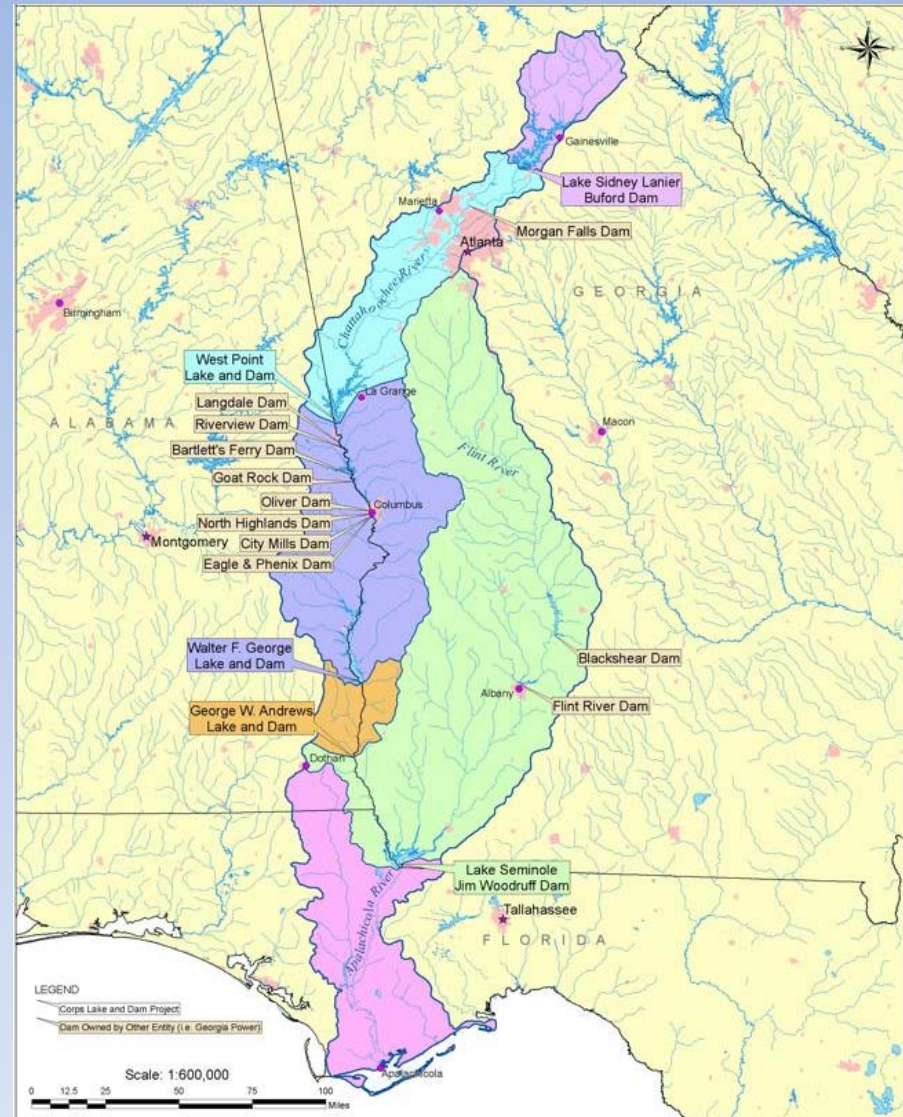 Gainesville
Lake Sidney Lanier
Buford Dam
Marietta
Morgan Falls Dam
Atlanta
Chattahoochee River
GEORGIA
Birmingham
West Point
Lake and Dam
La Grange
Langdale Dam
ALABAMA
Riverview Dam
Macon
Bartlett's Ferry Dam
Flint River
Goat Rock Dam
Oliver Dam
Columbus
North Highlands Dam
Montgomery
City Mills Dam
Eagle & Phenix Dam
Walter F. George
Lake and Dam
Blackshear Dam
Albany
Flint River Dam
George W. Andrews
Lake and Dam
Dothan
Lake Seminole
Jim Woodruff Dam
Apalachicola River
Tallahassee
FLORIDA
LEGEND
Corps Lake and Dam Project
Dam Owned by Other Entity (i.e. Georgia Power)
Scale: 1:600,000
Apalachicola
0 12.5 25 50 75 100
Miles